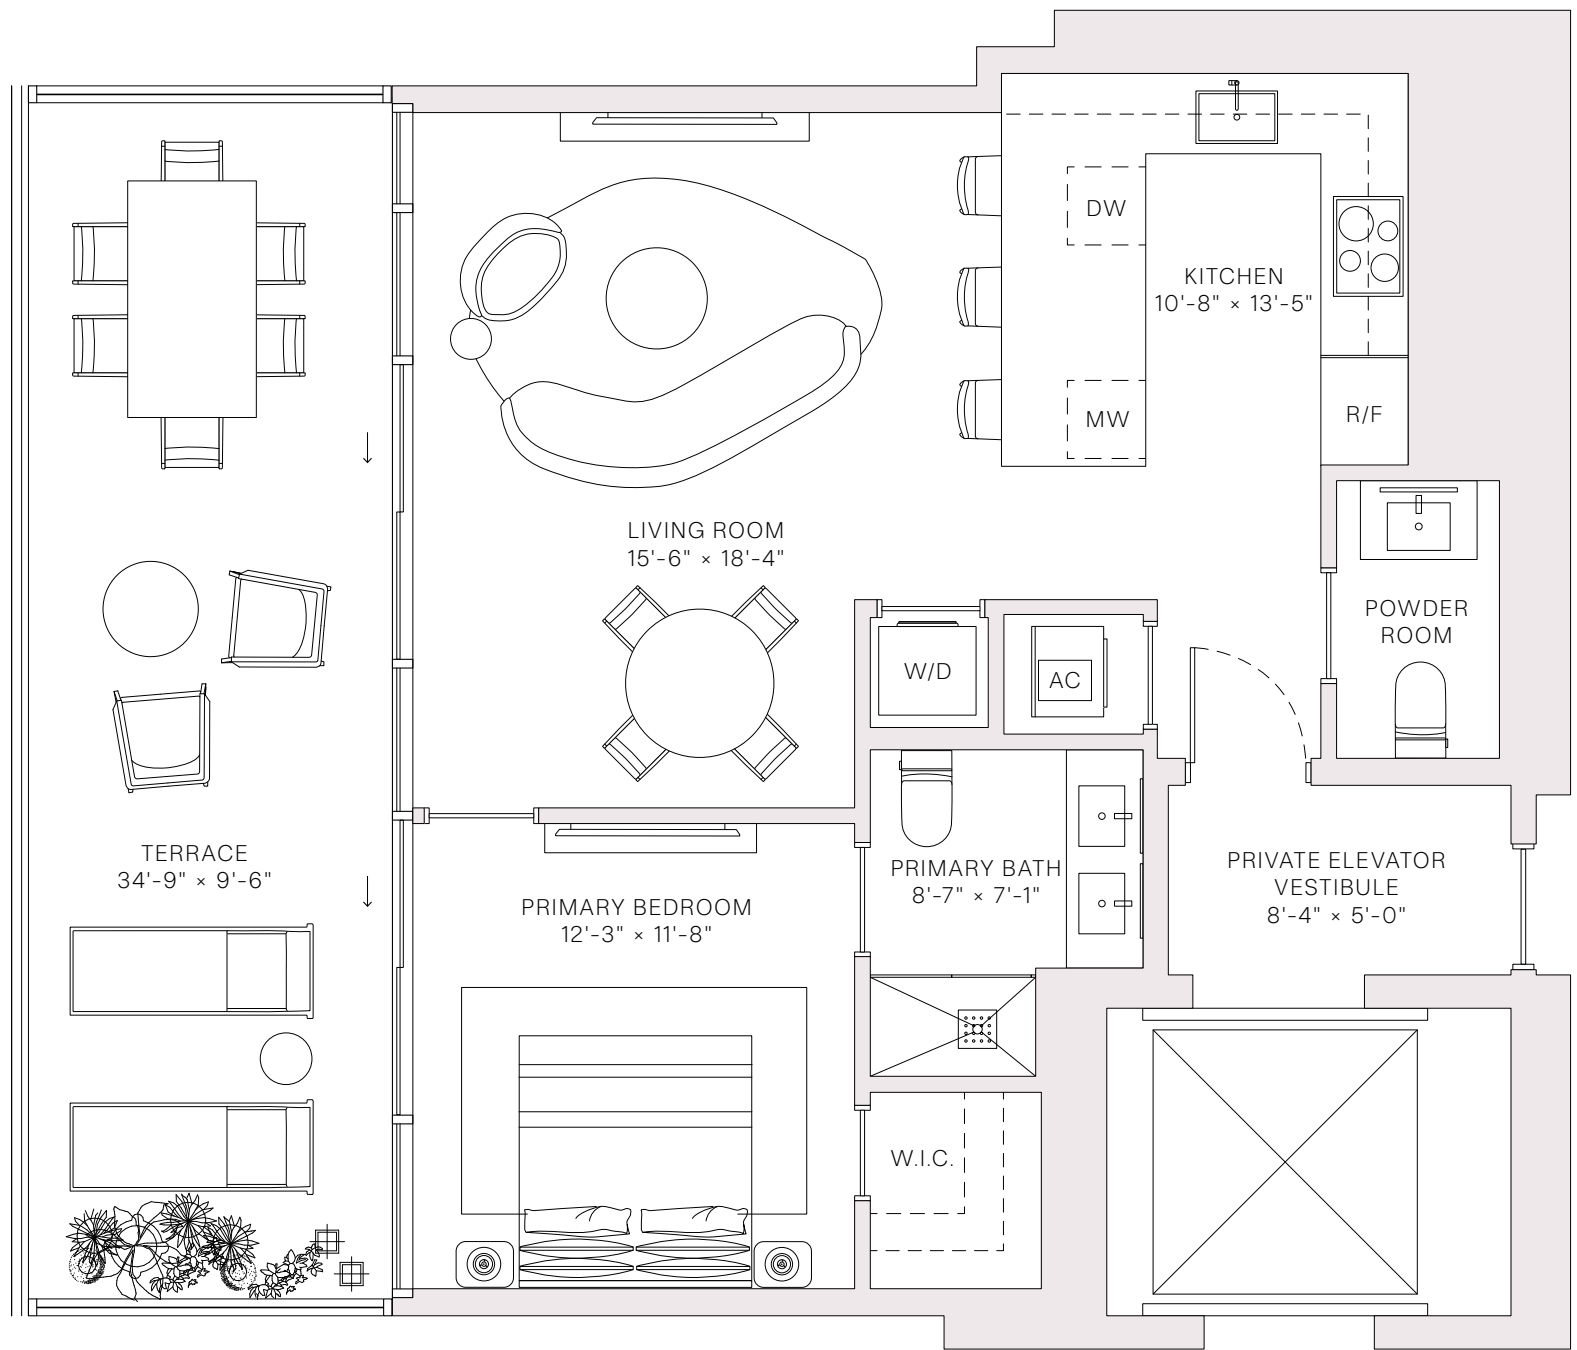 DW
KITCHEN
10'-8" × 13'-5"
MW
R/F
LIVING ROOM
15'-6" × 18'-4"
POWDER
ROOM
W/D
AC
TERRACE
34'-9" × 9'-6"
PRIMARY BATH
8'-7" × 7'-1"
PRIVATE ELEVATOR
VESTIBULE
8'-4" × 5'-0"
PRIMARY BEDROOM
12'-3" × 11'-8"
W.I.C.